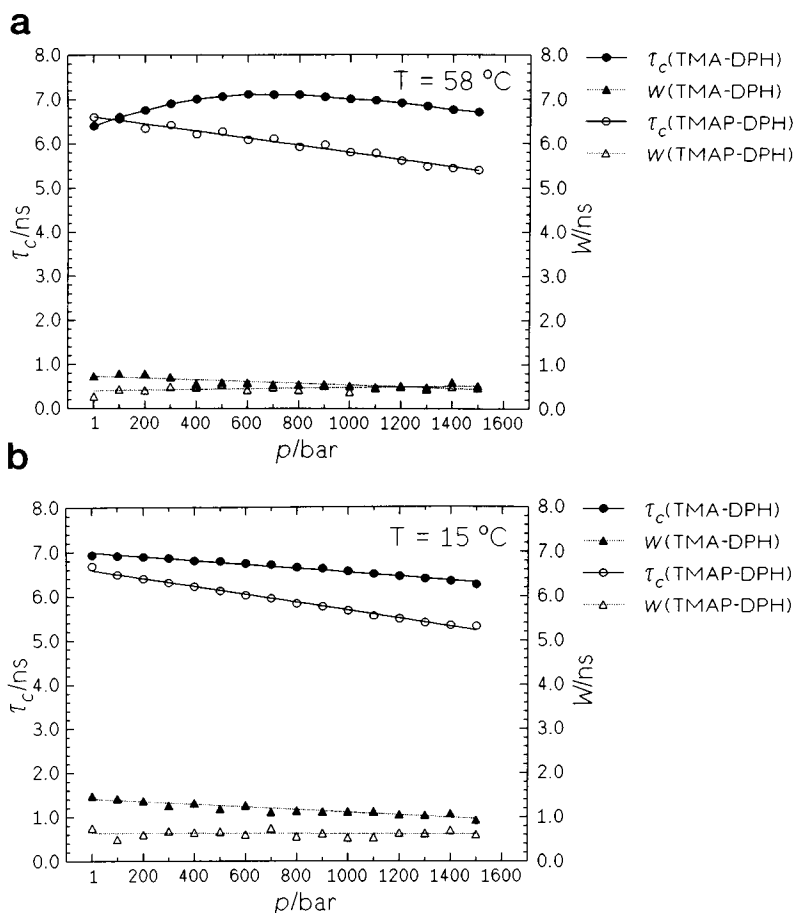 a
8.0
7.0
6.0
5.0
4.0
3.0
2.0
1.0
0.0
τc/ns
T = 58 °C
8.0
7.0
6.0
5.0
4.0
3.0
2.0
1.0
0.0
W/ns
1 200 400 600 800 1000 1200 1400 1600
p/bar
τc(TMA-DPH)
W(TMA-DPH)
τc(TMAP-DPH)
W(TMAP-DPH)
b
8.0
7.0
6.0
5.0
4.0
3.0
2.0
1.0
0.0
τc/ns
T = 15 °C
8.0
7.0
6.0
5.0
4.0
3.0
2.0
1.0
0.0
W/ns
1 200 400 600 800 1000 1200 1400 1600
p/bar
τc(TMA-DPH)
W(TMA-DPH)
τc(TMAP-DPH)
W(TMAP-DPH)